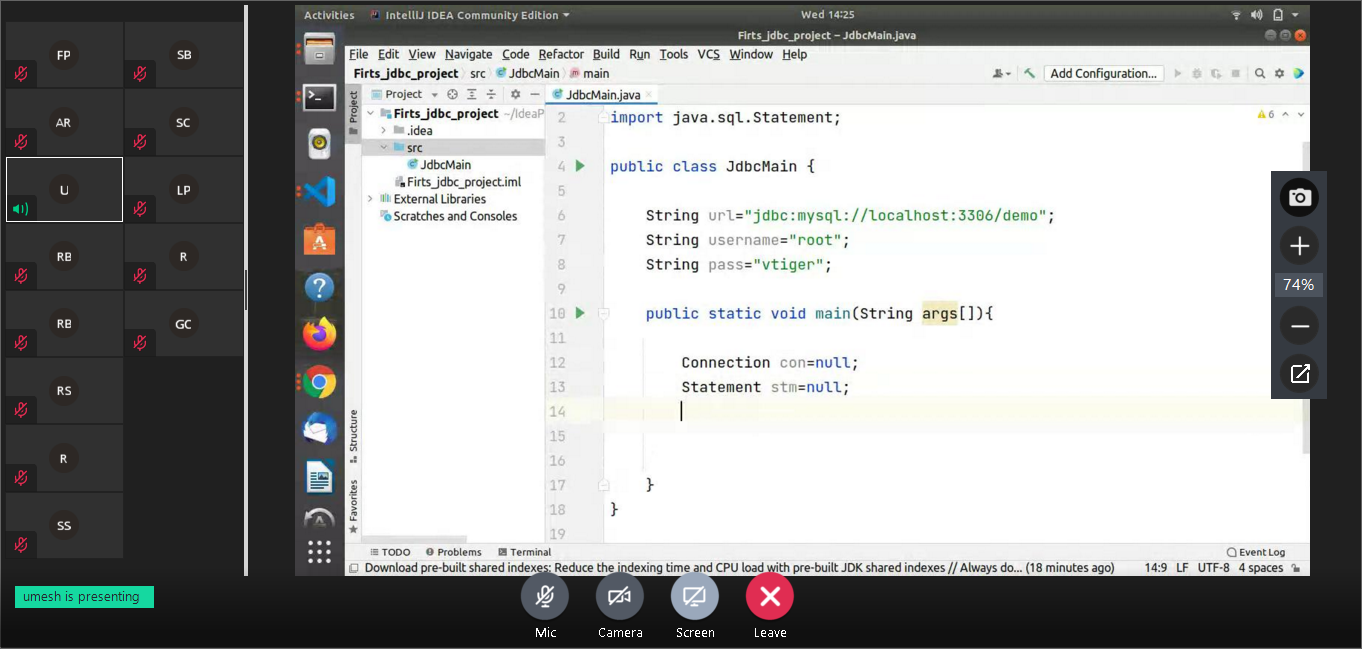 FP
SB
AR
SC
U
LP
RB
R
RB
GC
RS
R
SS
umesh is presenting
Activities
IntelliJ IDEA Community Edition
Wed 14:25
Firts_jdbc_project – JdbcMain.java
File Edit View Navigate Code Refactor Build Run Tools VCS Window Help
Firts_jdbc_project src JdbcMain main
Add Configuration...
Project
Structure
Favorites
Project
Firts_jdbc_project ~/IdeaP
.idea
src
JdbcMain
Firts_jdbc_project.iml
External Libraries
Scratches and Consoles
JdbcMain.java
6
2 import java.sql.Statement;
3
4 public class JdbcMain {
5
6 String url="jdbc:mysql://localhost:3306/demo";
7 String username="root";
8 String pass="vtiger";
9
10 public static void main(String args[]){
11
12 Connection con=null;
13 Statement stm=null;
14
15
16
17 }
18 }
19
TODO Problems Terminal Event Log
Download pre-built shared indexes: Reduce the indexing time and CPU load with pre-built JDK shared indexes // Always do... (18 minutes ago) 14:9 LF UTF-8 4 spaces
74%
Mic Camera Screen Leave